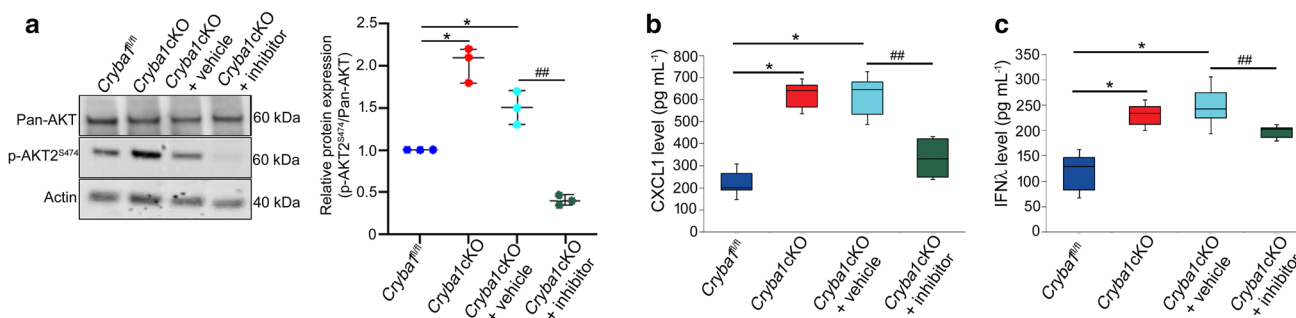 a
Cryba1fl/fl
Cryba1cKO
Cryba1cKO
+ vehicle
Cryba1cKO
+ inhibitor
Pan-AKT
60 kDa
p-AKT2S474
60 kDa
Actin
40 kDa
Relative protein expression
(p-AKT2S474/Pan-AKT)
2.5
2.0
1.5
1.0
0.5
0
*
*
##
Cryba1fl/fl
Cryba1cKO
Cryba1cKO
+ vehicle
Cryba1cKO
+ inhibitor
b
CXCL1 level (pg mL-1)
800
700
600
500
400
300
200
100
0
*
*
##
Cryba1fl/fl
Cryba1cKO
Cryba1cKO
+ vehicle
Cryba1cKO
+ inhibitor
c
IFNλ level (pg mL-1)
350
300
250
200
150
100
50
0
*
*
##
Cryba1fl/fl
Cryba1cKO
Cryba1cKO
+ vehicle
Cryba1cKO
+ inhibitor